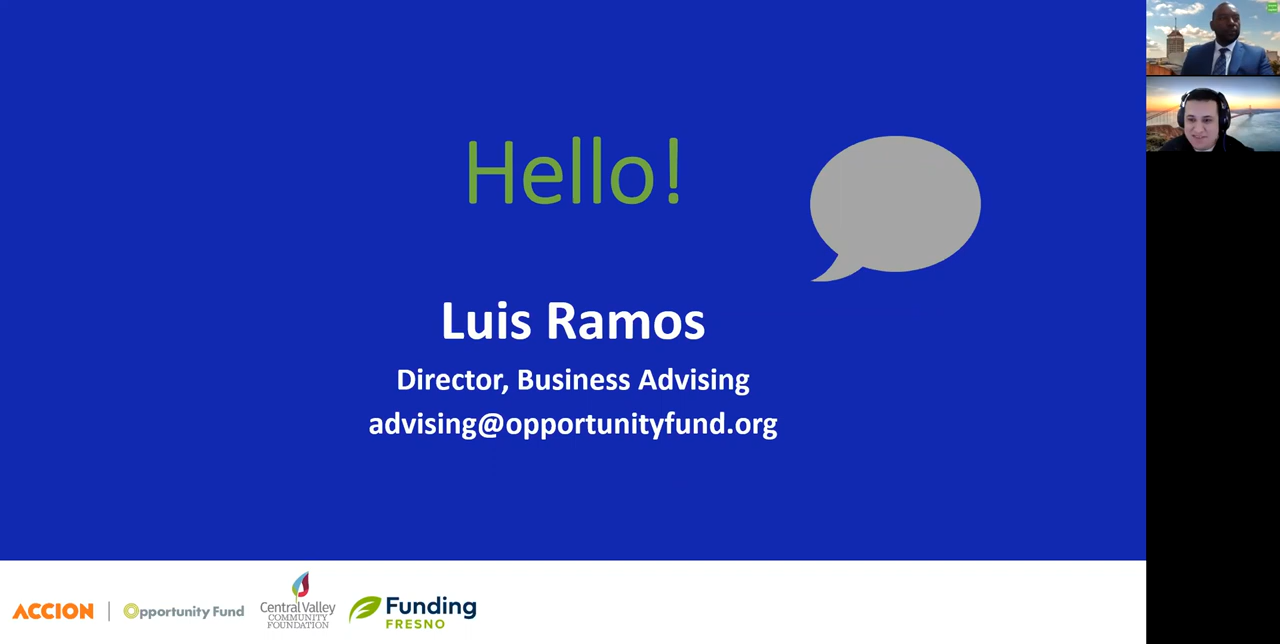 Hello!
Luis Ramos
Director, Business Advising
advising@opportunityfund.org
ACCION | Opportunity Fund
Central Valley
COMMUNITY
FOUNDATION
Funding
FRESNO